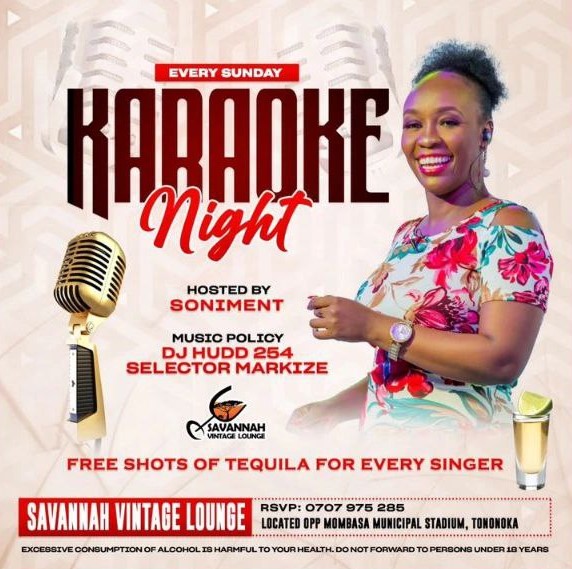 EVERY SUNDAY
KARAOKE
Night
HOSTED BY
SONIMENT
MUSIC POLICY
DJ HUDD 254
SELECTOR MARKIZE
SAVANNAH
VINTAGE LOUNGE
FREE SHOTS OF TEQUILA FOR EVERY SINGER
SAVANNAH VINTAGE LOUNGE
RSVP: 0707 975 285
LOCATED OPP MOMBASA MUNICIPAL STADIUM, TONONOKA
EXCESSIVE CONSUMPTION OF ALCOHOL IS HARMFUL TO YOUR HEALTH. DO NOT FORWARD TO PERSONS UNDER 18 YEARS